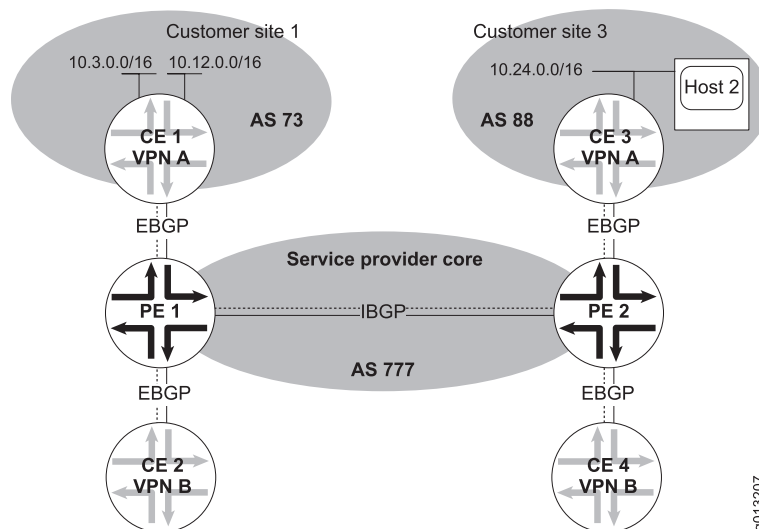 Customer site 1
Customer site 3
10.3.0.0/16 10.12.0.0/16
10.24.0.0/16
Host 2
AS 73
AS 88
CE 1
VPN A
CE 3
VPN A
EBGP
EBGP
Service provider core
PE 1
IBGP
PE 2
AS 777
EBGP
EBGP
CE 2
VPN B
CE 4
VPN B
g013207